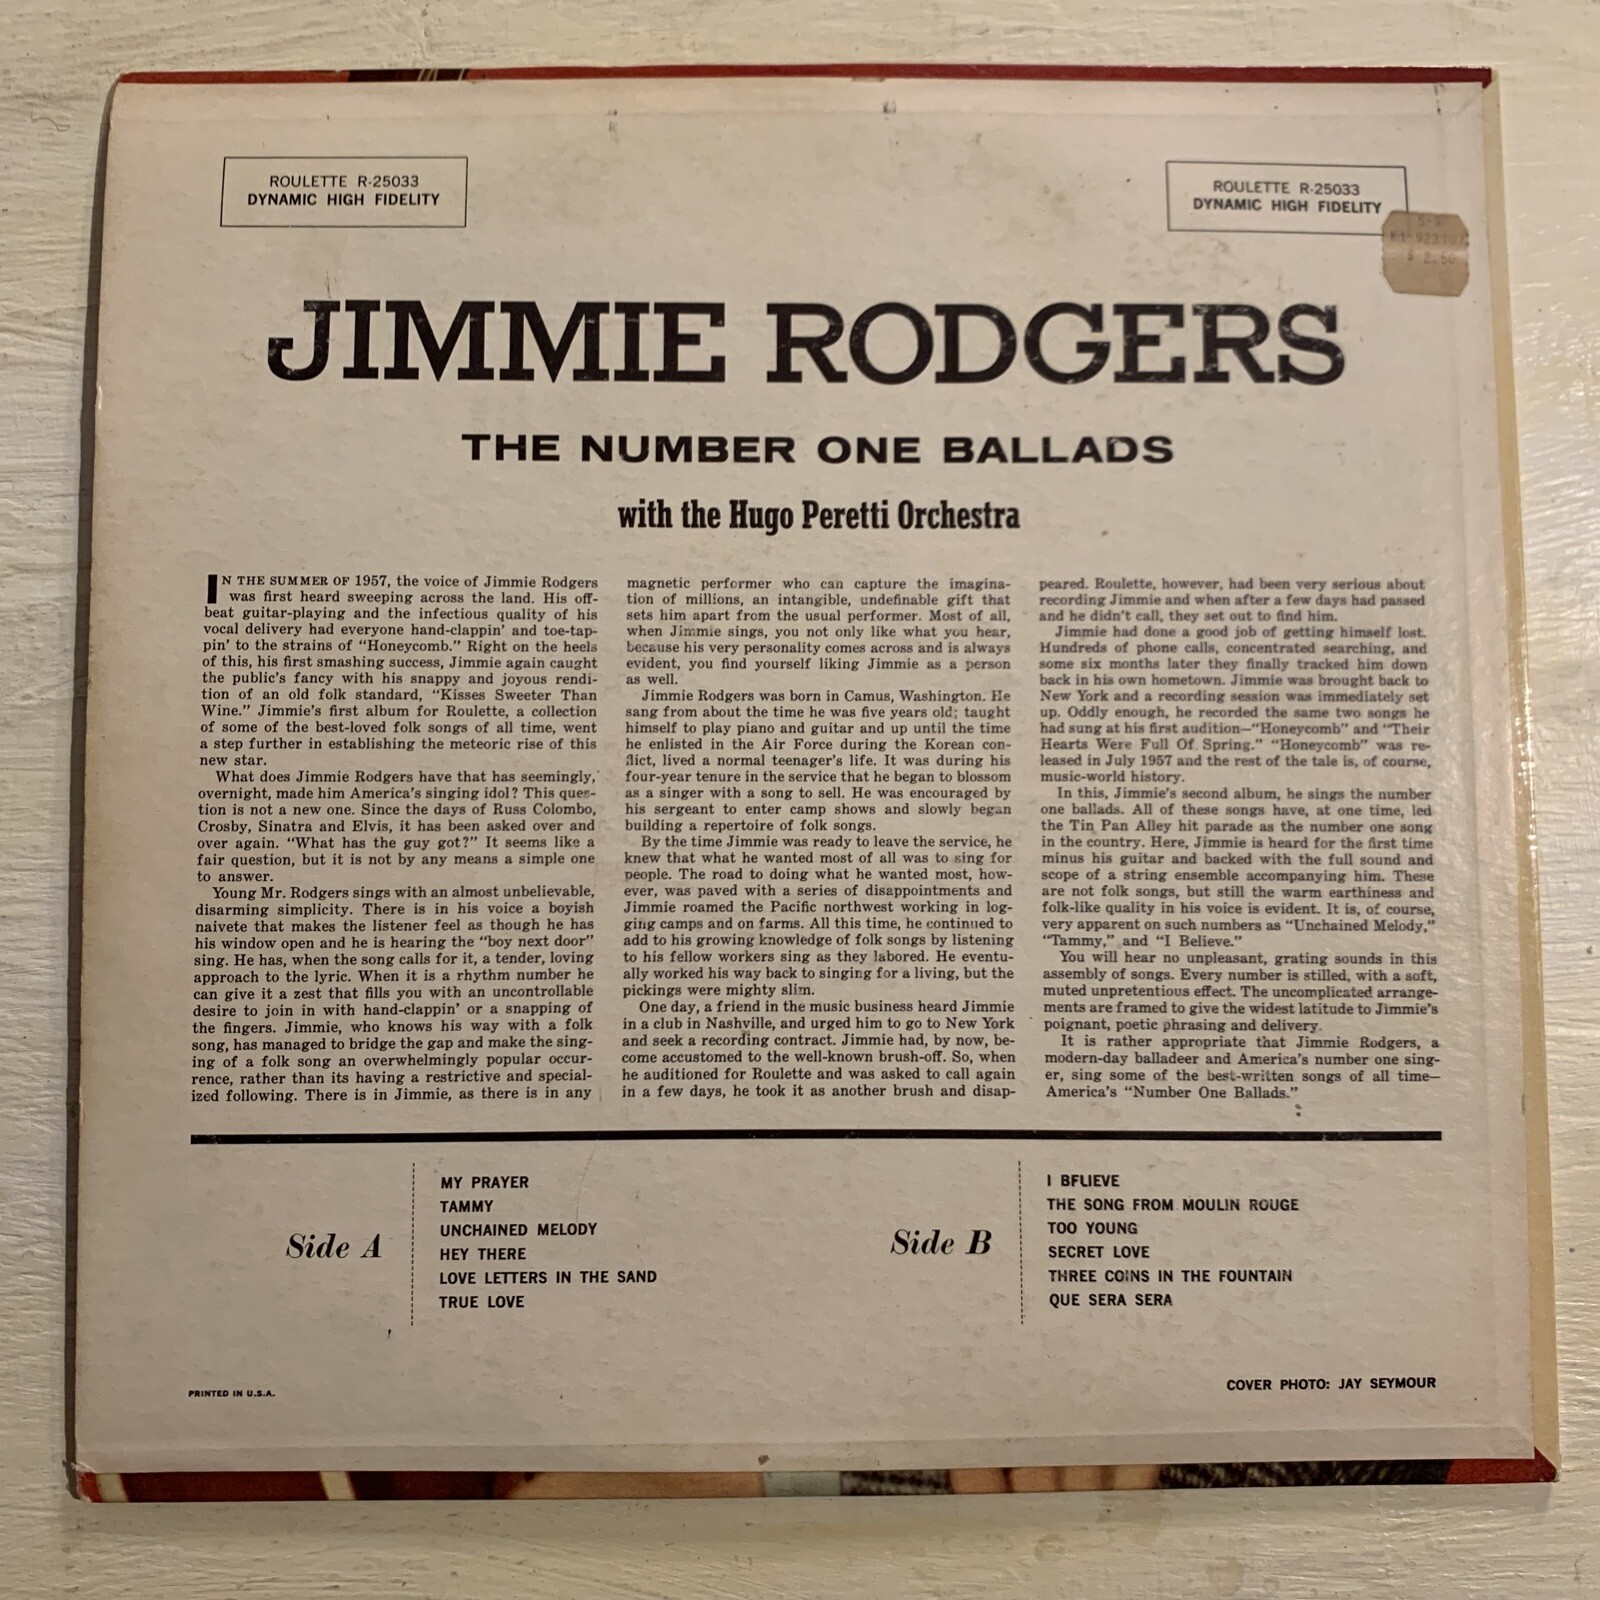 ROULETTE R-25033
DYNAMIC HIGH FIDELITY
ROULETTE R-25033
DYNAMIC HIGH FIDELITY
JIMMIE RODGERS
THE NUMBER ONE BALLADS
with the Hugo Peretti Orchestra
IN THE SUMMER OF 1957, the voice of Jimmie Rodgers
was first heard sweeping across the land. His off-
beat guitar-playing and the infectious quality of his
vocal delivery had everyone hand-clappin' and toe-tap-
pin' to the strains of "Honeycomb." Right on the heels
of this, his first smashing success, Jimmie again caught
the public's fancy with his snappy and joyous rendi-
tion of an old folk standard, "Kisses Sweeter Than
Wine." Jimmie's first album for Roulette, a collection
of some of the best-loved folk songs of all time, went
a step further in establishing the meteoric rise of this
new star.
What does Jimmie Rodgers have that has seemingly,
overnight, made him America's singing idol? This ques-
tion is not a new one. Since the days of Russ Colombo,
Crosby, Sinatra and Elvis, it has been asked over and
over again. "What has the guy got?" It seems like a
fair question, but it is not by any means a simple one
to answer.
Young Mr. Rodgers sings with an almost unbelievable,
disarming simplicity. There is in his voice a boyish
naivete that makes the listener feel as though he has
his window open and he is hearing the "boy next door"
sing. He has, when the song calls for it, a tender, loving
approach to the lyric. When it is a rhythm number he
can give it a zest that fills you with an uncontrollable
desire to join in with hand-clappin' or a snapping of
the fingers. Jimmie, who knows his way with a folk
song, has managed to bridge the gap and make the sing-
ing of a folk song an overwhelmingly popular occur-
rence, rather than its having a restrictive and special-
ized following. There is in Jimmie, as there is in any
magnetic performer who can capture the imagina-
tion of millions, an intangible, undefinable gift that
sets him apart from the usual performer. Most of all,
when Jimmie sings, you not only like what you hear,
because his very personality comes across and is always
evident, you find yourself liking Jimmie as a person
as well.
Jimmie Rodgers was born in Camus, Washington. He
sang from about the time he was five years old; taught
himself to play piano and guitar and up until the time
he enlisted in the Air Force during the Korean con-
flict, lived a normal teenager's life. It was during his
four-year tenure in the service that he began to blossom
as a singer with a song to sell. He was encouraged by
his sergeant to enter camp shows and slowly began
building a repertoire of folk songs.
By the time Jimmie was ready to leave the service, he
knew that what he wanted most of all was to sing for
people. The road to doing what he wanted most, how-
ever, was paved with a series of disappointments and
Jimmie roamed the Pacific northwest working in log-
ging camps and on farms. All this time, he continued to
add to his growing knowledge of folk songs by listening
to his fellow workers sing as they labored. He eventu-
ally worked his way back to singing for a living, but the
pickings were mighty slim.
One day, a friend in the music business heard Jimmie
in a club in Nashville, and urged him to go to New York
and seek a recording contract. Jimmie had, by now, be-
come accustomed to the well-known brush-off. So, when
he auditioned for Roulette and was asked to call again
in a few days, he took it as another brush and disap-
peared. Roulette, however, had been very serious about
recording Jimmie and when after a few days had passed
and he didn't call, they set out to find him.
Jimmie had done a good job of getting himself lost.
Hundreds of phone calls, concentrated searching, and
some six months later they finally tracked him down
back in his own hometown. Jimmie was brought back to
New York and a recording session was immediately set
up. Oddly enough, he recorded the same two songs he
had sung at his first audition—"Honeycomb" and "Their
Hearts Were Full Of Spring." "Honeycomb" was re-
leased in July 1957 and the rest of the tale is, of course,
music-world history.
In this, Jimmie's second album, he sings the number
one ballads. All of these songs have, at one time, led
the Tin Pan Alley hit parade as the number one song
in the country. Here, Jimmie is heard for the first time
minus his guitar and backed with the full sound and
scope of a string ensemble accompanying him. These
are not folk songs, but still the warm earthiness and
folk-like quality in his voice is evident. It is, of course,
very apparent on such numbers as "Unchained Melody,"
"Tammy," and "I Believe."
You will hear no unpleasant, grating sounds in this
assembly of songs. Every number is stilled, with a soft,
muted unpretentious effect. The uncomplicated arrange-
ments are framed to give the widest latitude to Jimmie's
poignant, poetic phrasing and delivery.
It is rather appropriate that Jimmie Rodgers, a
modern-day balladeer and America's number one sing-
er, sing some of the best-written songs of all time—
America's "Number One Ballads."
Side A
MY PRAYER
TAMMY
UNCHAINED MELODY
HEY THERE
LOVE LETTERS IN THE SAND
TRUE LOVE
Side B
I BELIEVE
THE SONG FROM MOULIN ROUGE
TOO YOUNG
SECRET LOVE
THREE COINS IN THE FOUNTAIN
QUE SERA SERA
PRINTED IN U.S.A.
COVER PHOTO: JAY SEYMOUR